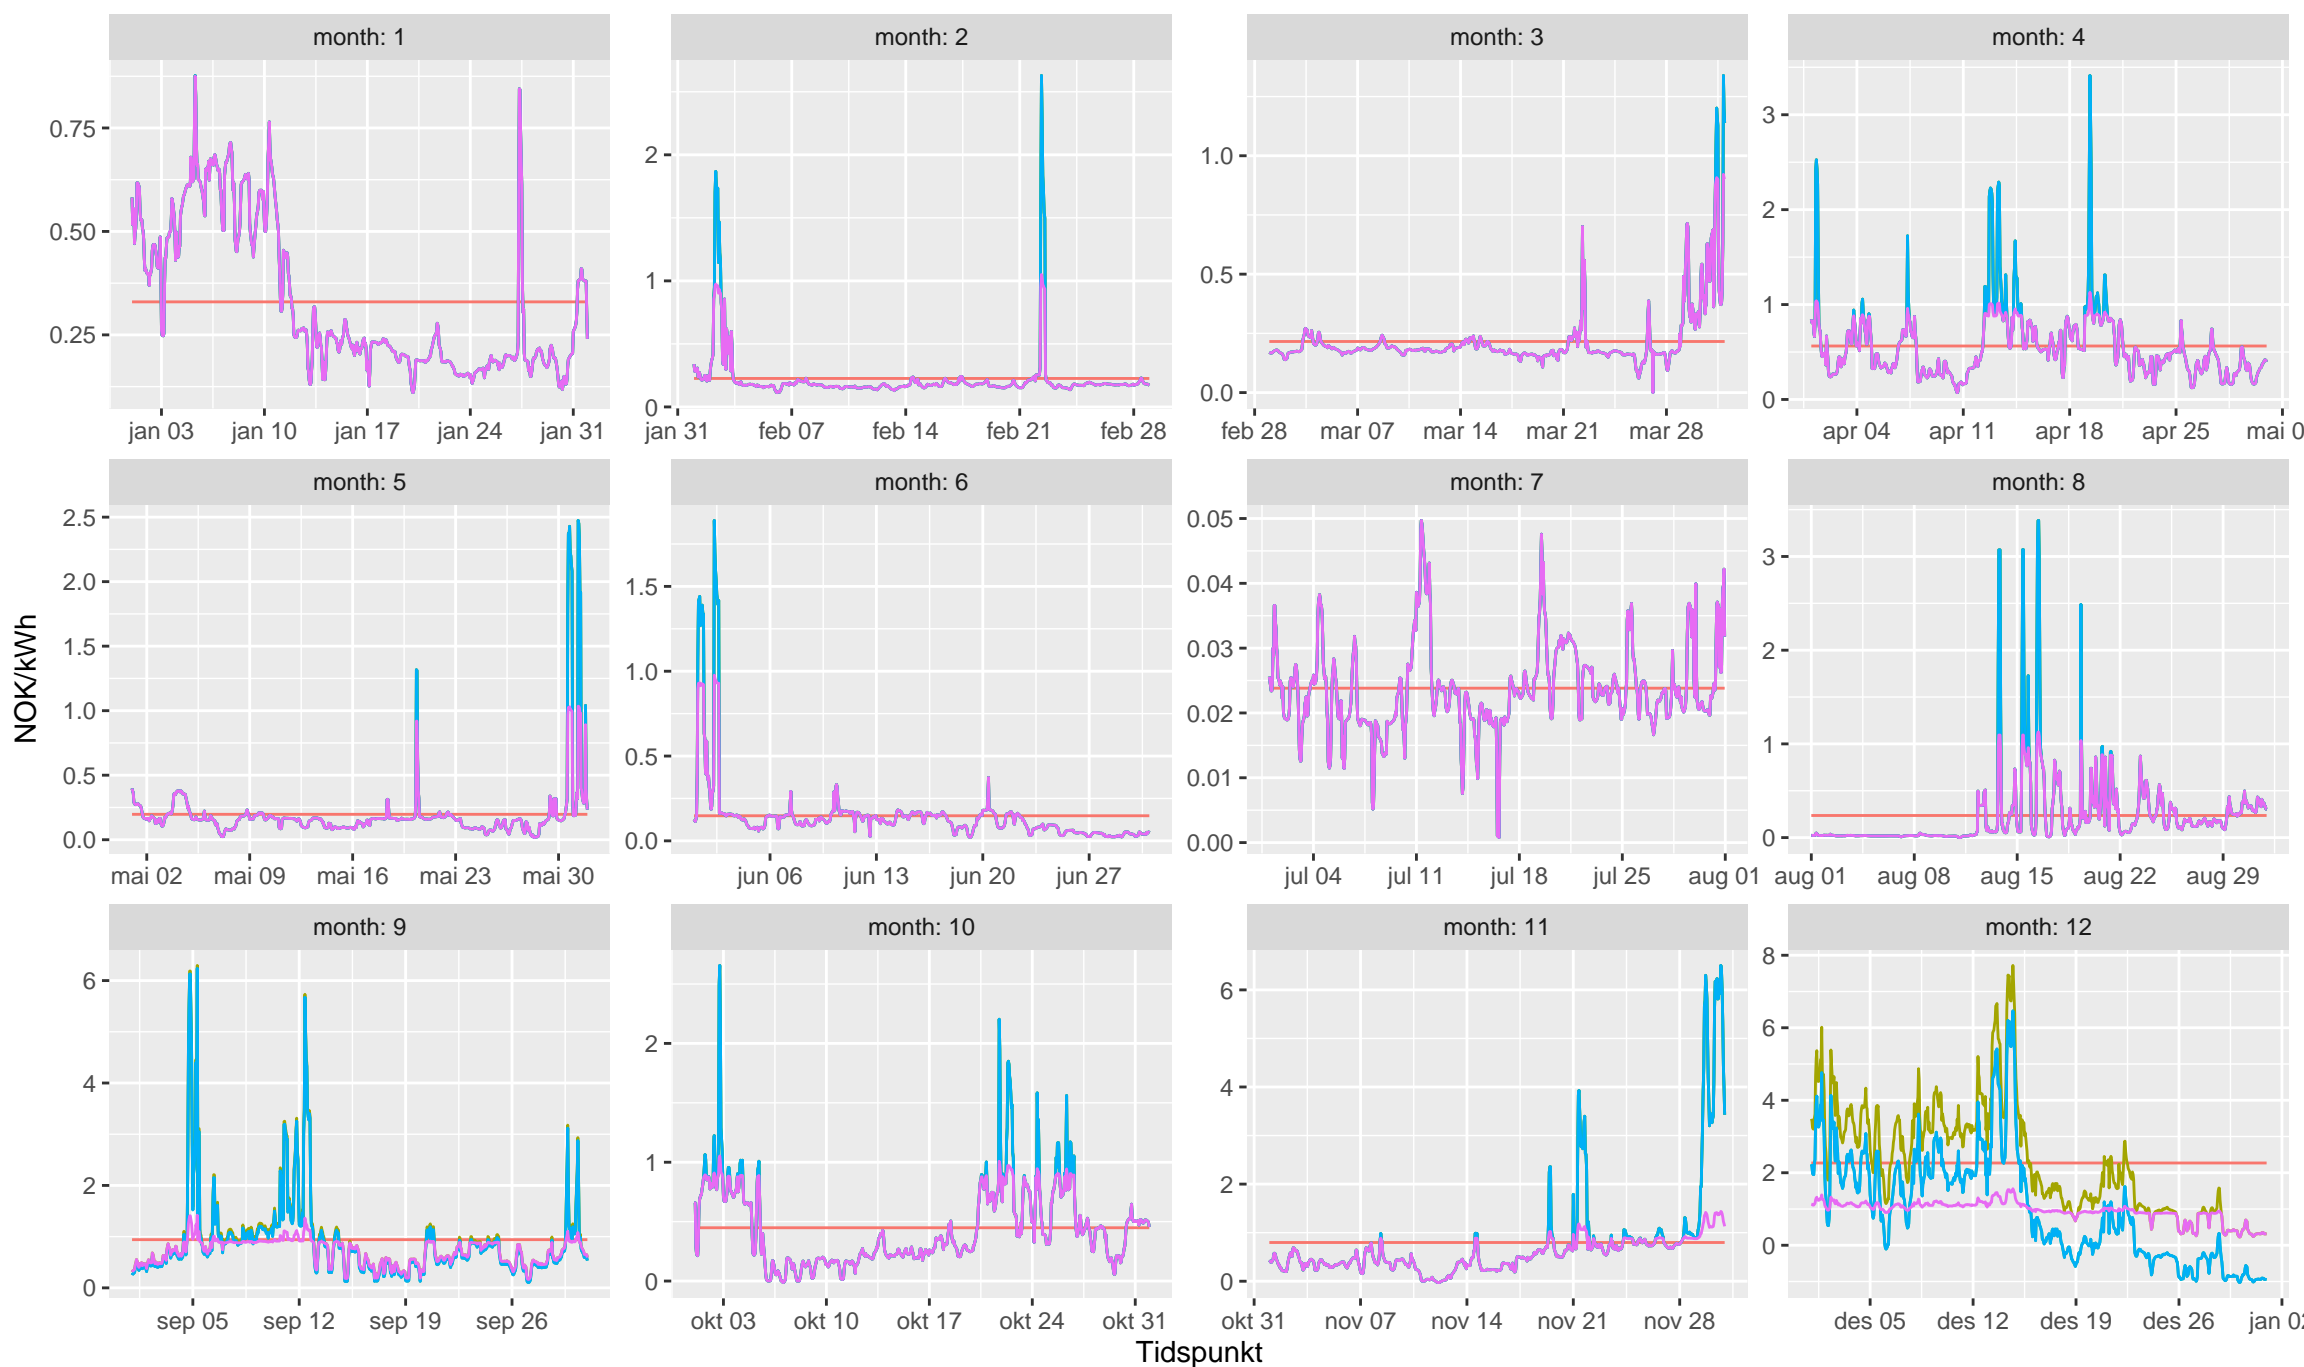 month: 1
month: 2
month: 3
month: 4
0.75
0.50
0.25
2
1
0
1.0
0.5
0.0
3
2
1
0
jan 03 jan 10 jan 17 jan 24 jan 31
jan 31 feb 07 feb 14 feb 21 feb 28
feb 28 mar 07 mar 14 mar 21 mar 28
apr 04 apr 11 apr 18 apr 25 mai 0
month: 5
month: 6
month: 7
month: 8
2.5
2.0
1.5
1.0
0.5
0.0
1.5
1.0
0.5
0.0
0.05
0.04
0.03
0.02
0.01
0.00
3
2
1
0
mai 02 mai 09 mai 16 mai 23 mai 30
jun 06 jun 13 jun 20 jun 27
jul 04 jul 11 jul 18 jul 25 aug 01
aug 01 aug 08 aug 15 aug 22 aug 29
NOK/kWh
month: 9
month: 10
month: 11
month: 12
6
4
2
0
2
1
0
6
4
2
0
8
6
4
2
0
sep 05 sep 12 sep 19 sep 26
okt 03 okt 10 okt 17 okt 24 okt 31
okt 31 nov 07 nov 14 nov 21 nov 28
des 05 des 12 des 19 des 26 jan 02
Tidspunkt